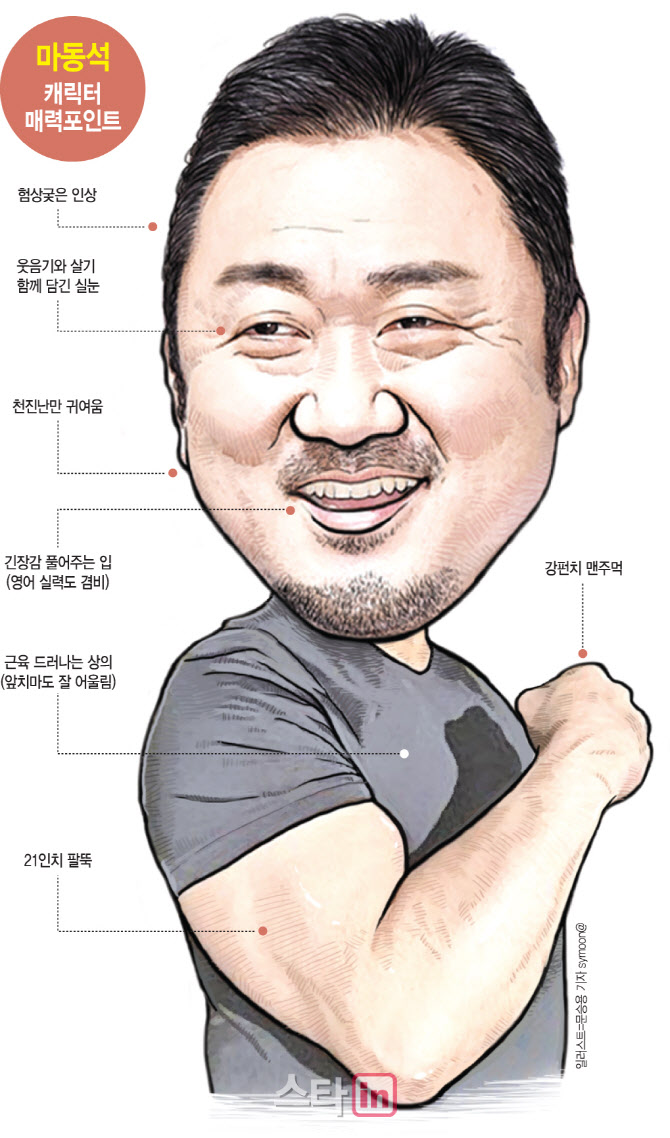 마동석
캐릭터
매력포인트
험상궂은 인상
웃음기와 살기
함께 담긴 실눈
천진난만 귀여움
긴장감 풀어주는 입
(영어 실력도 겸비)
강펀치 맨주먹
근육 드러나는 상의
(앞치마도 잘 어울림)
21인치 팔뚝
일러스트=문승용 기자 symoon@
스타in